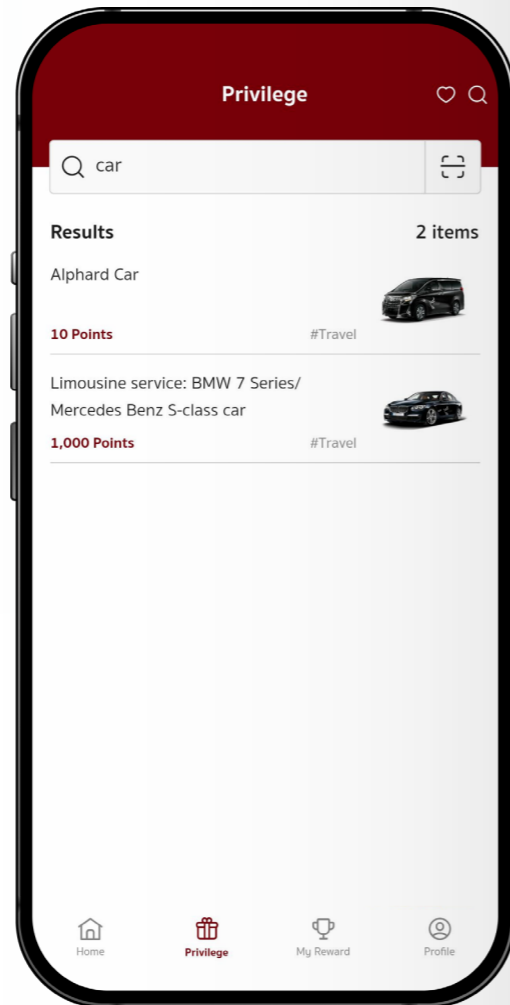 Privilege
car
Results
2 items
Alphard Car
10 Points
#Travel
Limousine service: BMW 7 Series/
Mercedes Benz S-class car
1,000 Points
#Travel
Home
Privilege
My Reward
Profile